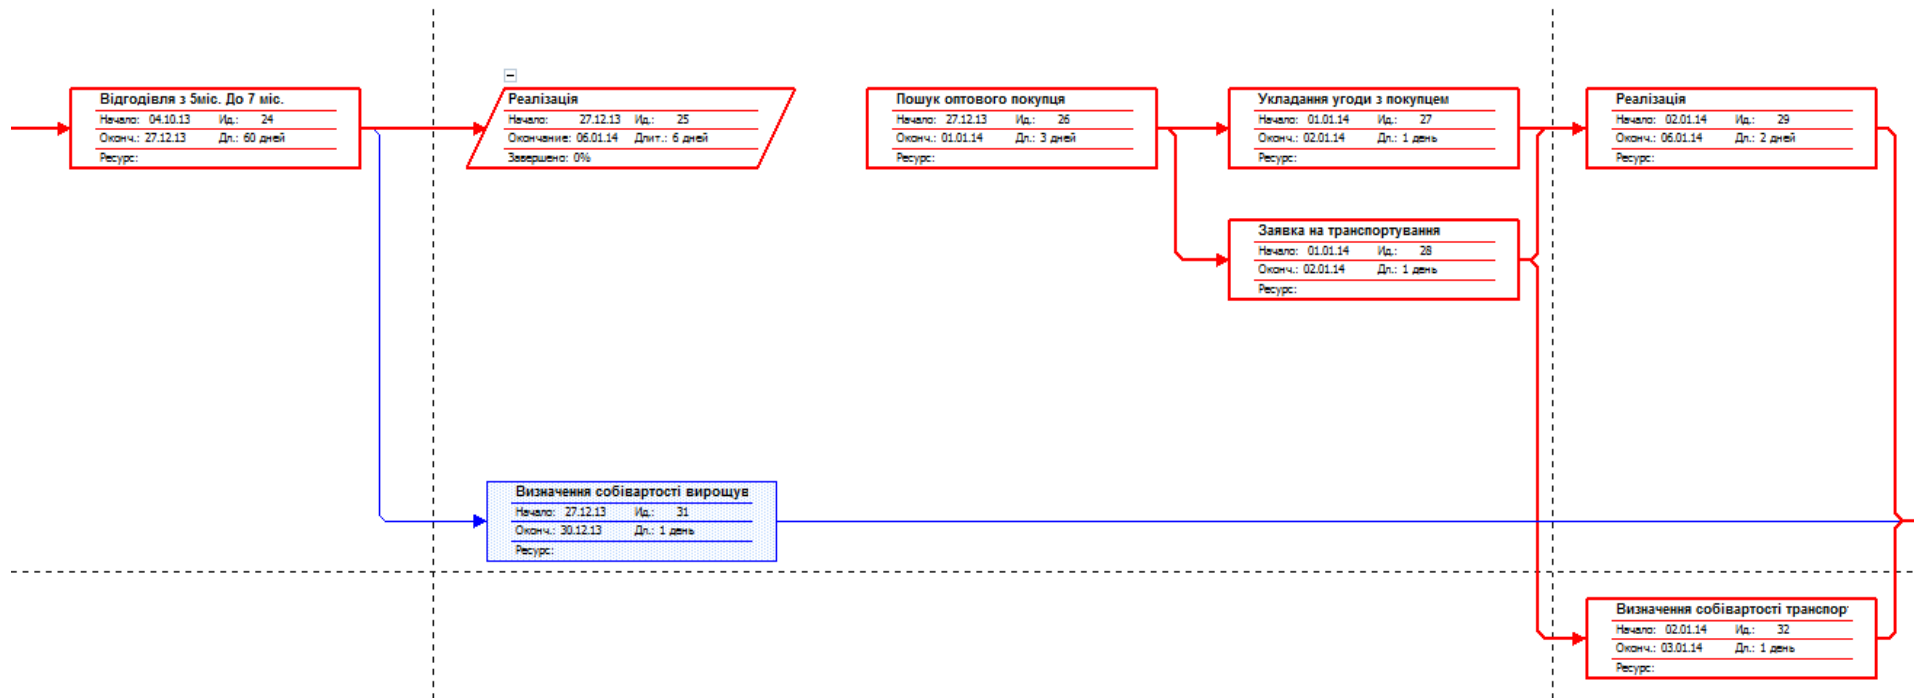 Відгодівля з 5міс. До 7 міс.
Начало: 04.10.13 Ид.: 24
Оконч.: 27.12.13 Дл.: 60 дней
Ресурс:
Реалізація
Начало: 27.12.13 Ид.: 25
Окончание: 06.01.14 Длит.: 6 дней
Завершено: 0%
Пошук оптового покупця
Начало: 27.12.13 Ид.: 26
Оконч.: 01.01.14 Дл.: 3 дней
Ресурс:
Укладання угоди з покупцем
Начало: 01.01.14 Ид.: 27
Оконч.: 02.01.14 Дл.: 1 день
Ресурс:
Реалізація
Начало: 02.01.14 Ид.: 29
Оконч.: 06.01.14 Дл.: 2 дней
Ресурс:
Заявка на транспортування
Начало: 01.01.14 Ид.: 28
Оконч.: 02.01.14 Дл.: 1 день
Ресурс:
Визначення собівартості вирощув
Начало: 27.12.13 Ид.: 31
Оконч.: 30.12.13 Дл.: 1 день
Ресурс:
Визначення собівартості транспор
Начало: 02.01.14 Ид.: 32
Оконч.: 03.01.14 Дл.: 1 день
Ресурс: